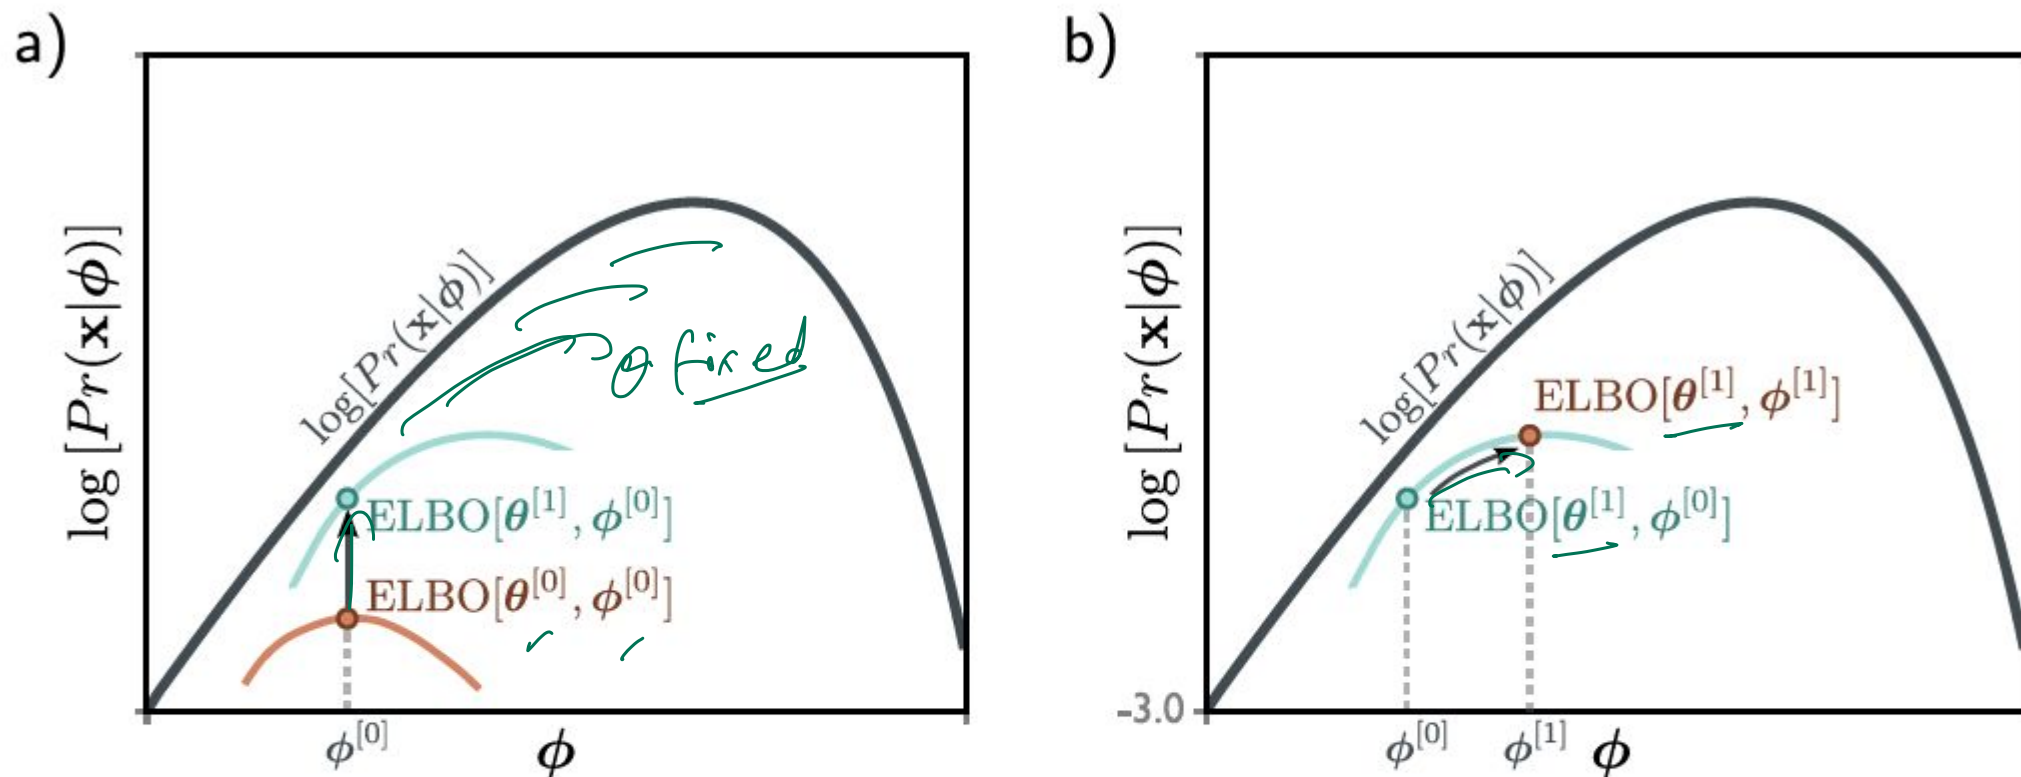 a)
log [Pr(x|ϕ)]
log[Pr(x|ϕ)]
θ fixed
ELBO[θ^[1], ϕ^[0]]
ELBO[θ^[0], ϕ^[0]]
ϕ^[0]
ϕ
b)
log [Pr(x|ϕ)]
log[Pr(x|ϕ)]
ELBO[θ^[1], ϕ^[1]]
ELBO[θ^[1], ϕ^[0]]
-3.0
ϕ^[0] ϕ^[1] ϕ